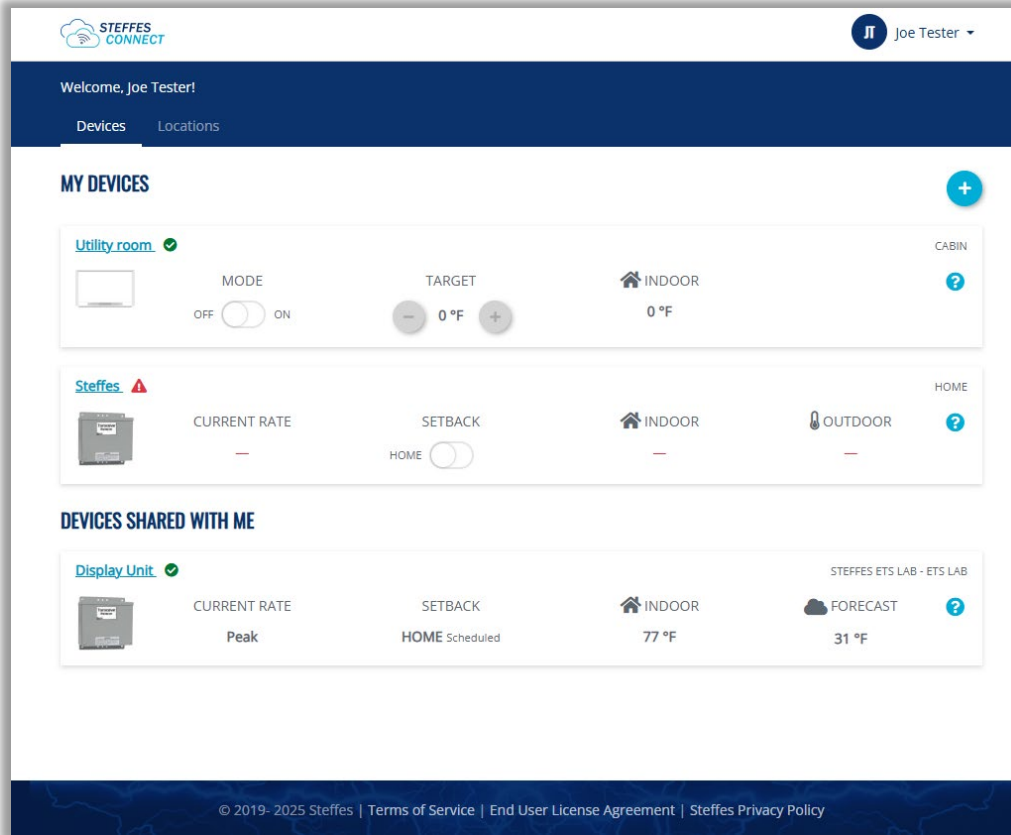 STEFFES
CONNECT
JT Joe Tester
Welcome, Joe Tester!
Devices Locations
MY DEVICES
+
Utility room CABIN
MODE TARGET INDOOR ?
OFF ON − 0 °F + 0 °F
Steffes HOME
CURRENT RATE SETBACK INDOOR OUTDOOR ?
— HOME — —
DEVICES SHARED WITH ME
Display Unit STEFFES ETS LAB - ETS LAB
CURRENT RATE SETBACK INDOOR FORECAST ?
Peak HOME Scheduled 77 °F 31 °F
© 2019- 2025 Steffes | Terms of Service | End User License Agreement | Steffes Privacy Policy